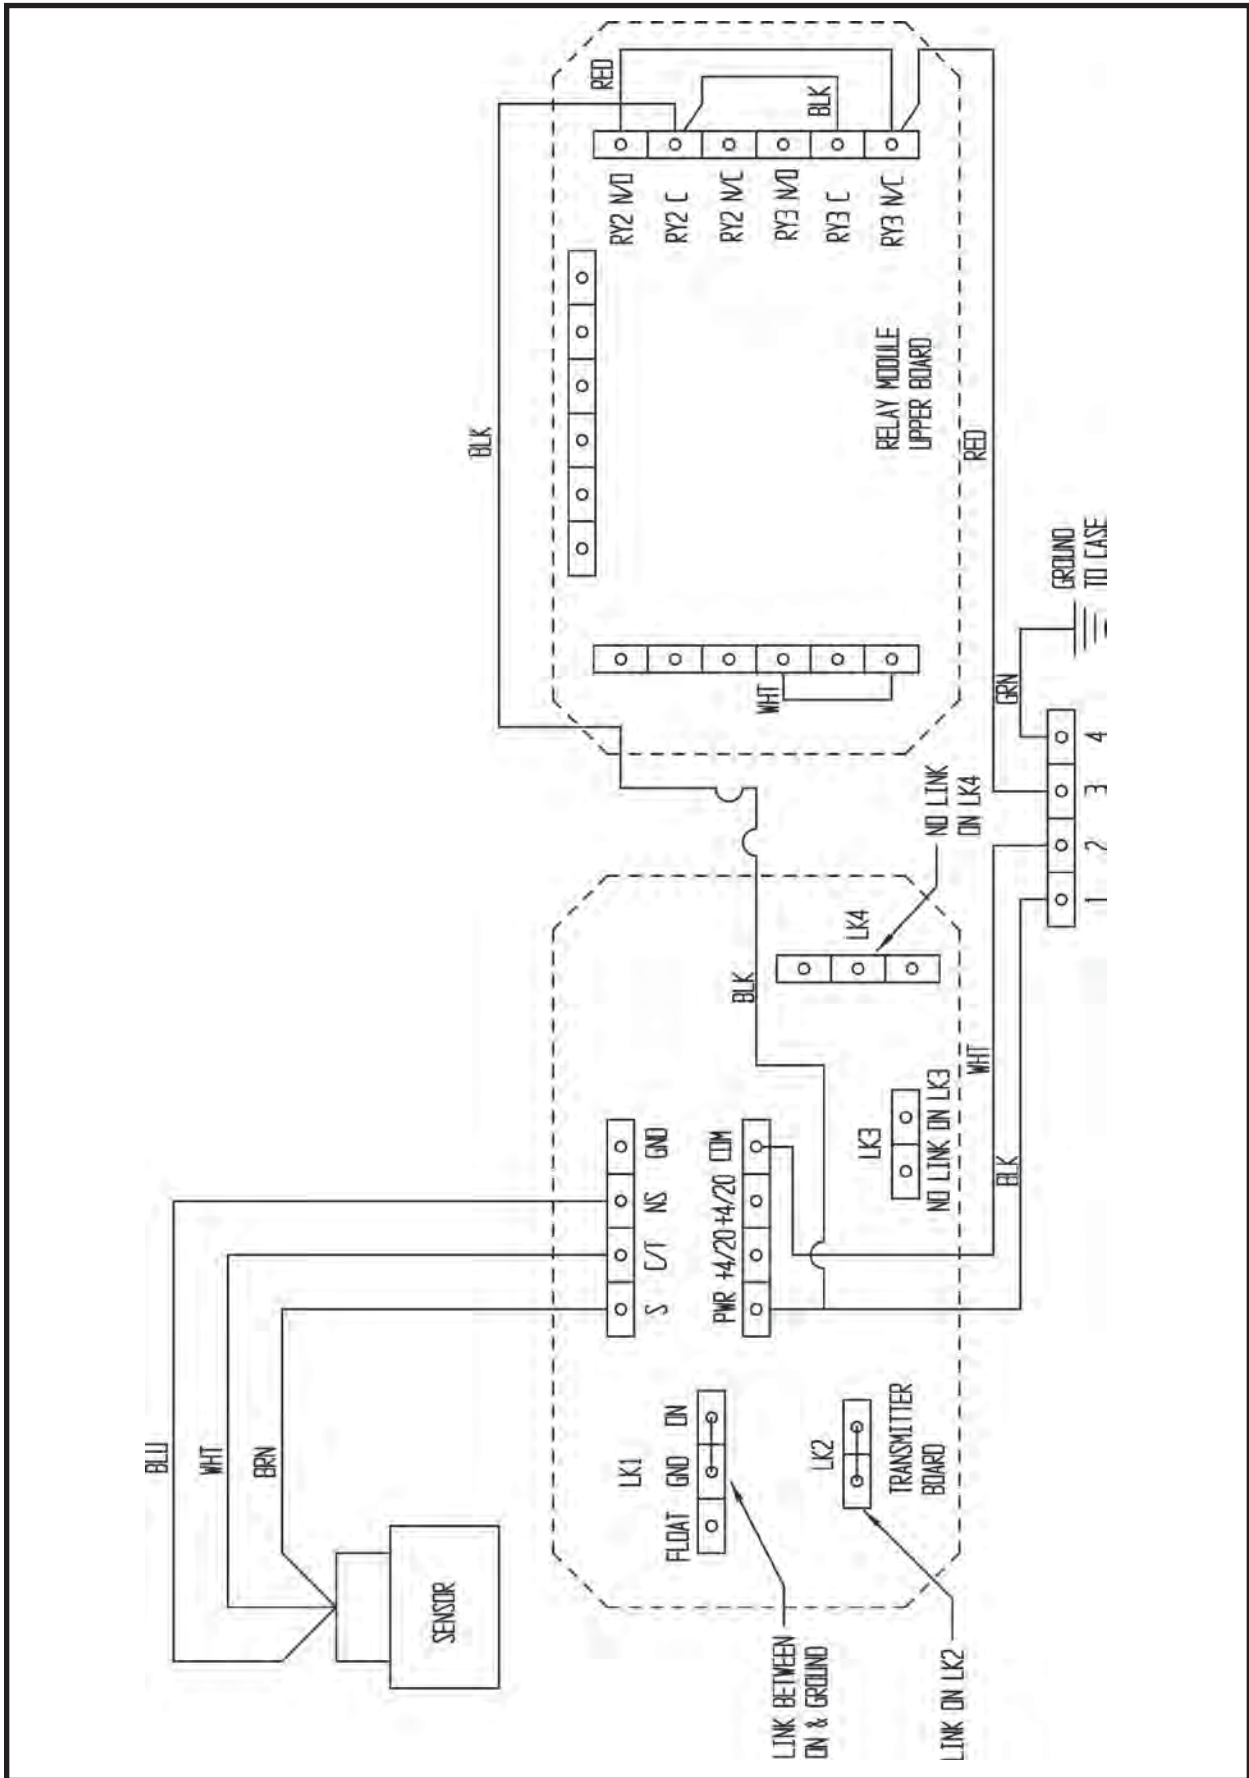 BLU
WHT
BRN
SENSOR
LINK BETWEEN
ON & GROUND
LINK ON LK2
LK1
FLOAT GND ON
LK2
TRANSMITTER
BOARD
S C/T NS GND
PWR +4/20 +4/20 COM
LK3
NO LINK ON LK3
LK4
NO LINK
ON LK4
BLK
WHT
BLK
BLK
WHT
RED
BLK
RY2 N/O
RY2 C
RY2 N/C
RY3 N/O
RY3 C
RY3 N/C
RELAY MODULE
UPPER BOARD
RED
GRN
GROUND
TO CASE
1 2 3 4